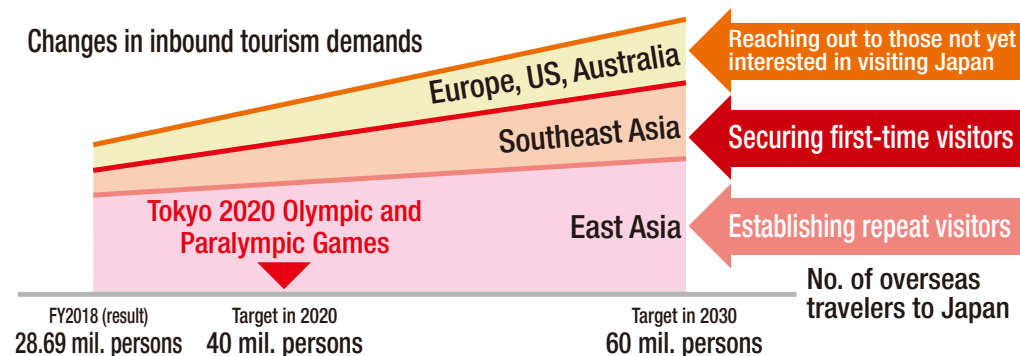 Changes in inbound tourism demands
Europe, US, Australia
Southeast Asia
East Asia
Reaching out to those not yet
interested in visiting Japan
Securing first-time visitors
Establishing repeat visitors
Tokyo 2020 Olympic and
Paralympic Games
No. of overseas
travelers to Japan
FY2018 (result)
28.69 mil. persons
Target in 2020
40 mil. persons
Target in 2030
60 mil. persons